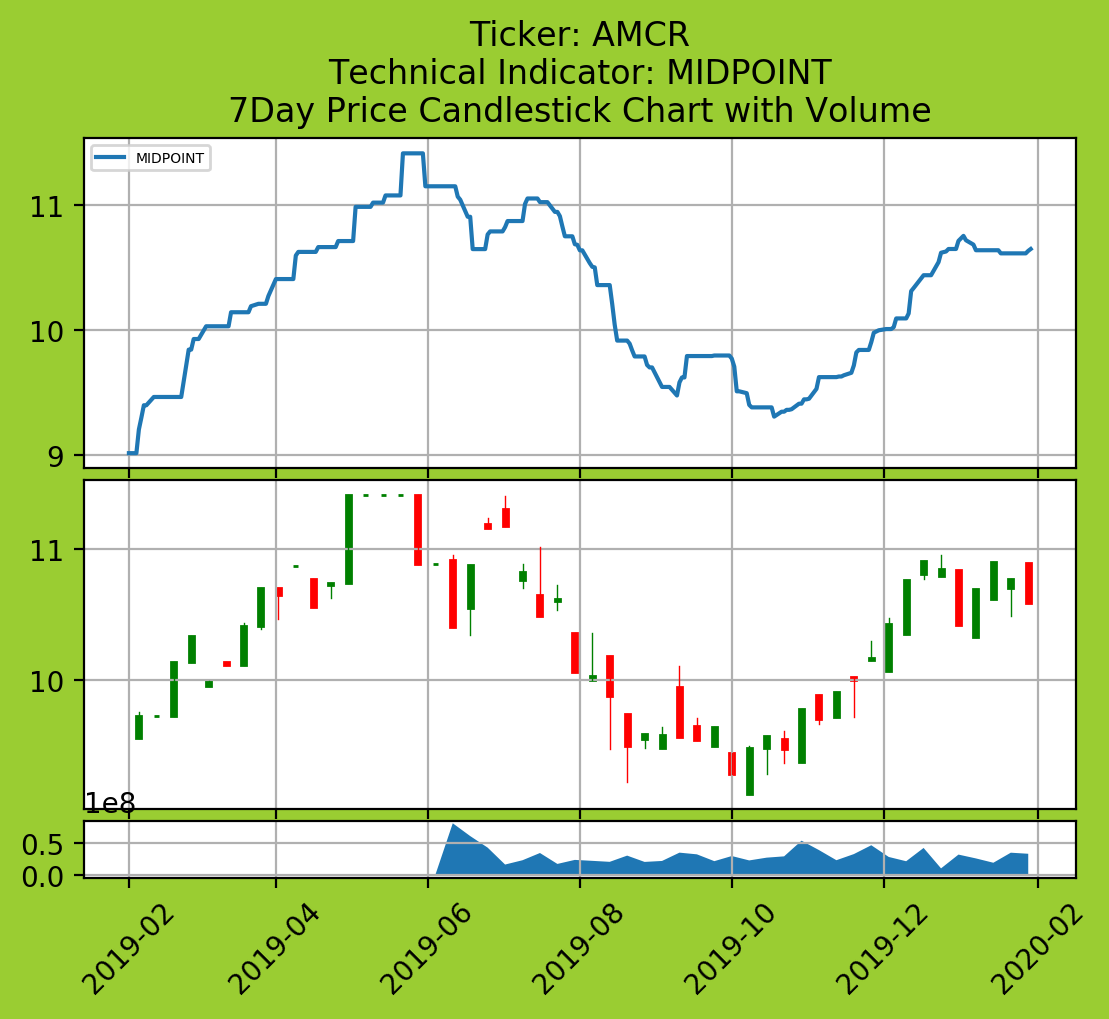 Ticker: AMCR
Technical Indicator: MIDPOINT
7Day Price Candlestick Chart with Volume
MIDPOINT
11
10
9
11
10
1e8
0.5
0.0
2019-02
2019-04
2019-06
2019-08
2019-10
2019-12
2020-02